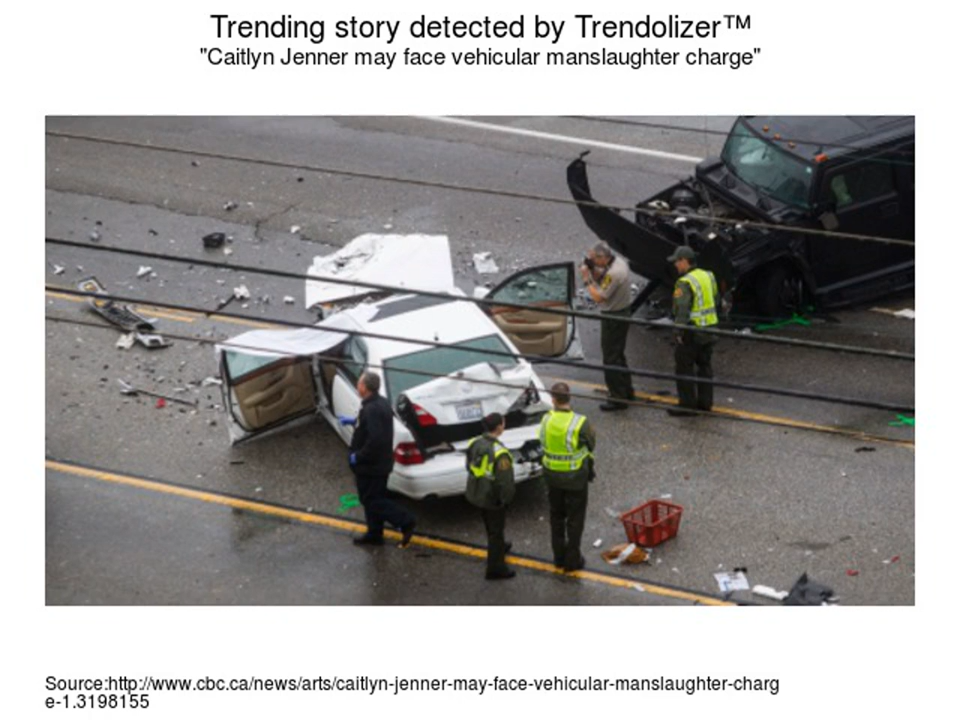 Trending story detected by Trendolizer™
"Caitlyn Jenner may face vehicular manslaughter charge"
Source:http://www.cbc.ca/news/arts/caitlyn-jenner-may-face-vehicular-manslaughter-charg
e-1.3198155